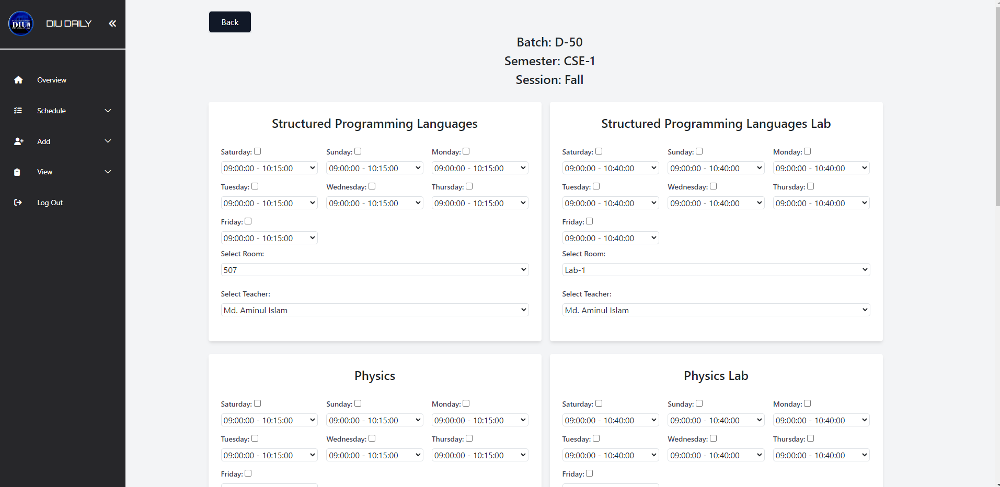 DIU
DIU DAILY
Overview
Schedule
Add
View
Log Out
Back
Batch: D-50
Semester: CSE-1
Session: Fall
Structured Programming Languages
Saturday: Sunday: Monday:
09:00:00 - 10:15:00 09:00:00 - 10:15:00 09:00:00 - 10:15:00
Tuesday: Wednesday: Thursday:
09:00:00 - 10:15:00 09:00:00 - 10:15:00 09:00:00 - 10:15:00
Friday:
09:00:00 - 10:15:00
Select Room:
507
Select Teacher:
Md. Aminul Islam
Structured Programming Languages Lab
Saturday: Sunday: Monday:
09:00:00 - 10:40:00 09:00:00 - 10:40:00 09:00:00 - 10:40:00
Tuesday: Wednesday: Thursday:
09:00:00 - 10:40:00 09:00:00 - 10:40:00 09:00:00 - 10:40:00
Friday:
09:00:00 - 10:40:00
Select Room:
Lab-1
Select Teacher:
Md. Aminul Islam
Physics
Saturday: Sunday: Monday:
09:00:00 - 10:15:00 09:00:00 - 10:15:00 09:00:00 - 10:15:00
Tuesday: Wednesday: Thursday:
09:00:00 - 10:15:00 09:00:00 - 10:15:00 09:00:00 - 10:15:00
Friday:
Physics Lab
Saturday: Sunday: Monday:
09:00:00 - 10:40:00 09:00:00 - 10:40:00 09:00:00 - 10:40:00
Tuesday: Wednesday: Thursday:
09:00:00 - 10:40:00 09:00:00 - 10:40:00 09:00:00 - 10:40:00
Friday: